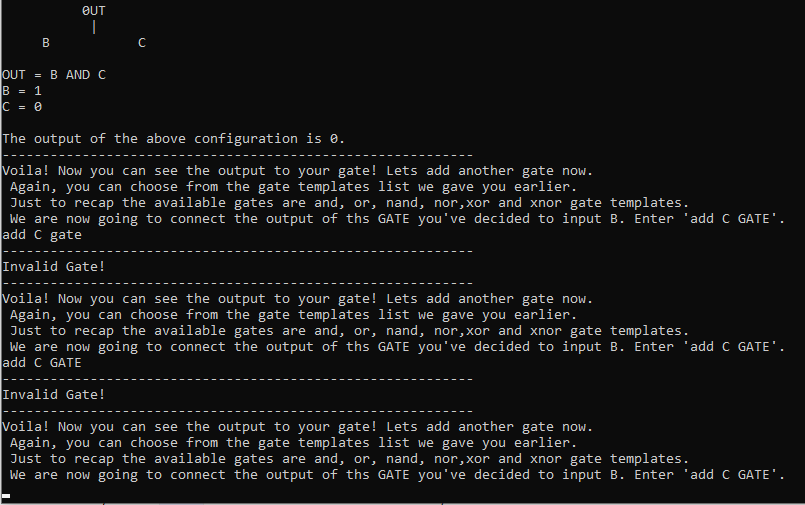 0UT
|
B C
OUT = B AND C
B = 1
C = 0
The output of the above configuration is 0.
-----------------------------------------------------------
Voila! Now you can see the output to your gate! Lets add another gate now.
Again, you can choose from the gate templates list we gave you earlier.
Just to recap the available gates are and, or, nand, nor,xor and xnor gate templates.
We are now going to connect the output of ths GATE you've decided to input B. Enter 'add C GATE'.
add C gate
-----------------------------------------------------------
Invalid Gate!
-----------------------------------------------------------
Voila! Now you can see the output to your gate! Lets add another gate now.
Again, you can choose from the gate templates list we gave you earlier.
Just to recap the available gates are and, or, nand, nor,xor and xnor gate templates.
We are now going to connect the output of ths GATE you've decided to input B. Enter 'add C GATE'.
add C GATE
-----------------------------------------------------------
Invalid Gate!
-----------------------------------------------------------
Voila! Now you can see the output to your gate! Lets add another gate now.
Again, you can choose from the gate templates list we gave you earlier.
Just to recap the available gates are and, or, nand, nor,xor and xnor gate templates.
We are now going to connect the output of ths GATE you've decided to input B. Enter 'add C GATE'.